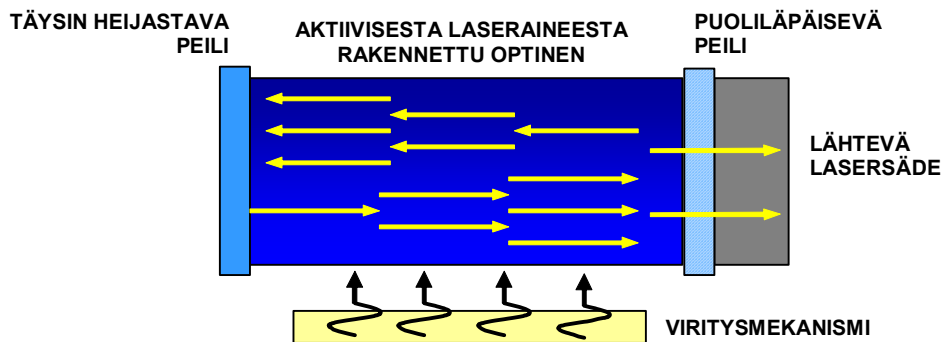 TÄYSIN HEIJASTAVA
PEILI
AKTIIVISESTA LASERAINEESTA
RAKENNETTU OPTINEN
PUOLILÄPÄISEVÄ
PEILI
LÄHTEVÄ
LASERSÄDE
VIRITYSMEKANISMI